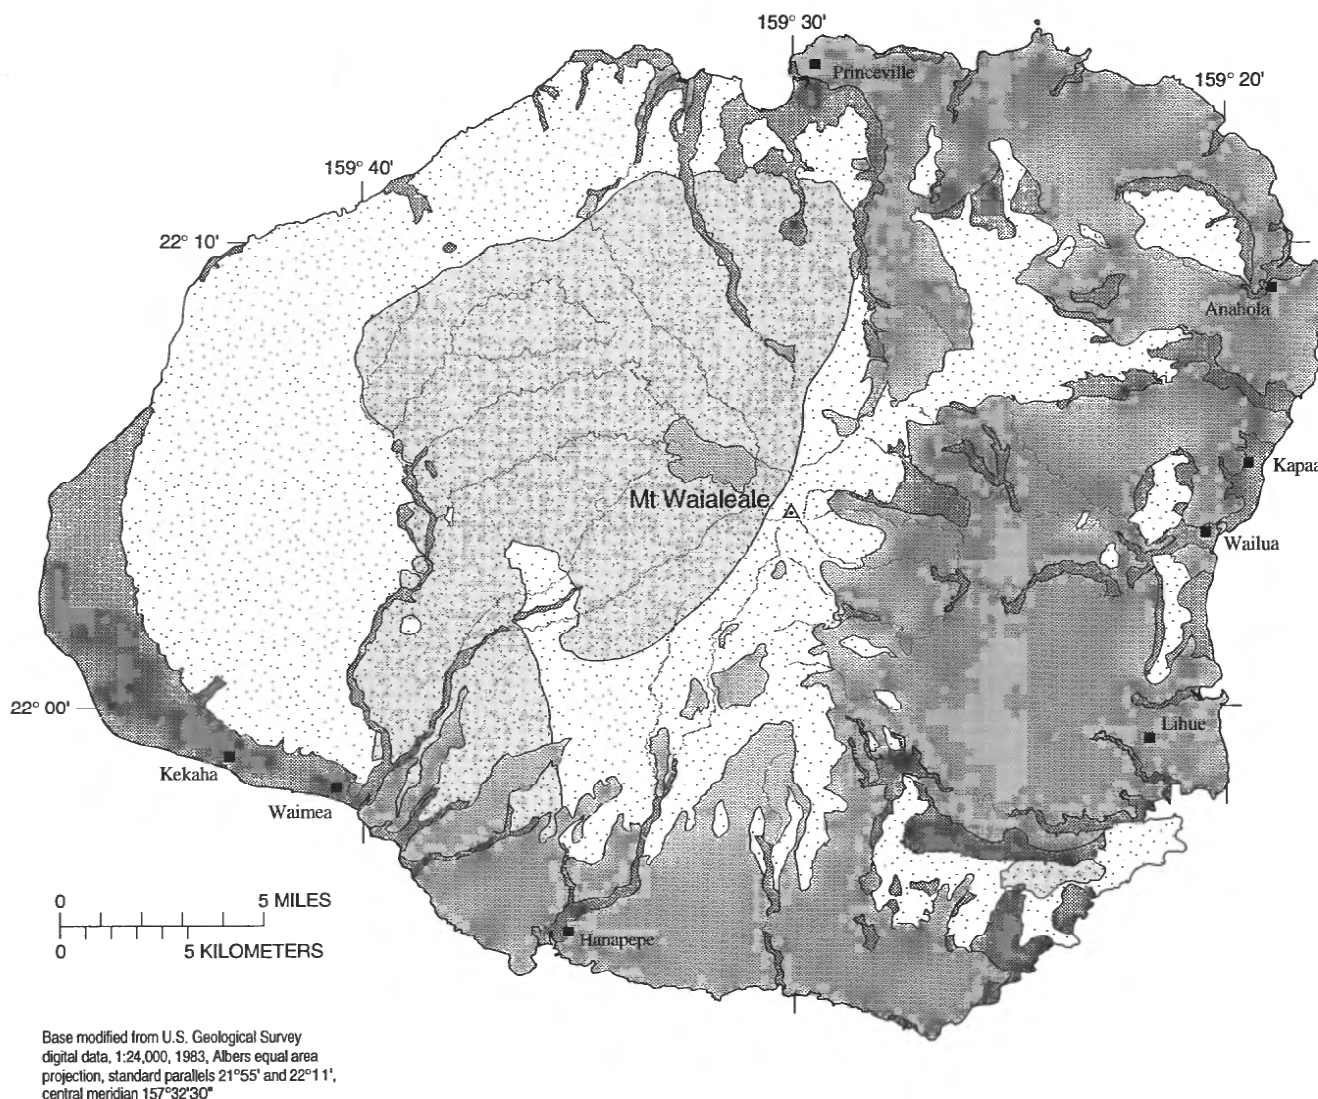 159° 30'
Princeville
159° 20'
159° 40'
22° 10'
Anahola
Kapaa
Mt Waialeale
Wailua
22° 00'
Lihue
Kekaha
Waimea
0 5 MILES
0 5 KILOMETERS
Hanapepe
Base modified from U.S. Geological Survey
digital data, 1:24,000, 1983, Albers equal area
projection, standard parallels 21°55' and 22°11',
central meridian 157°32'30"